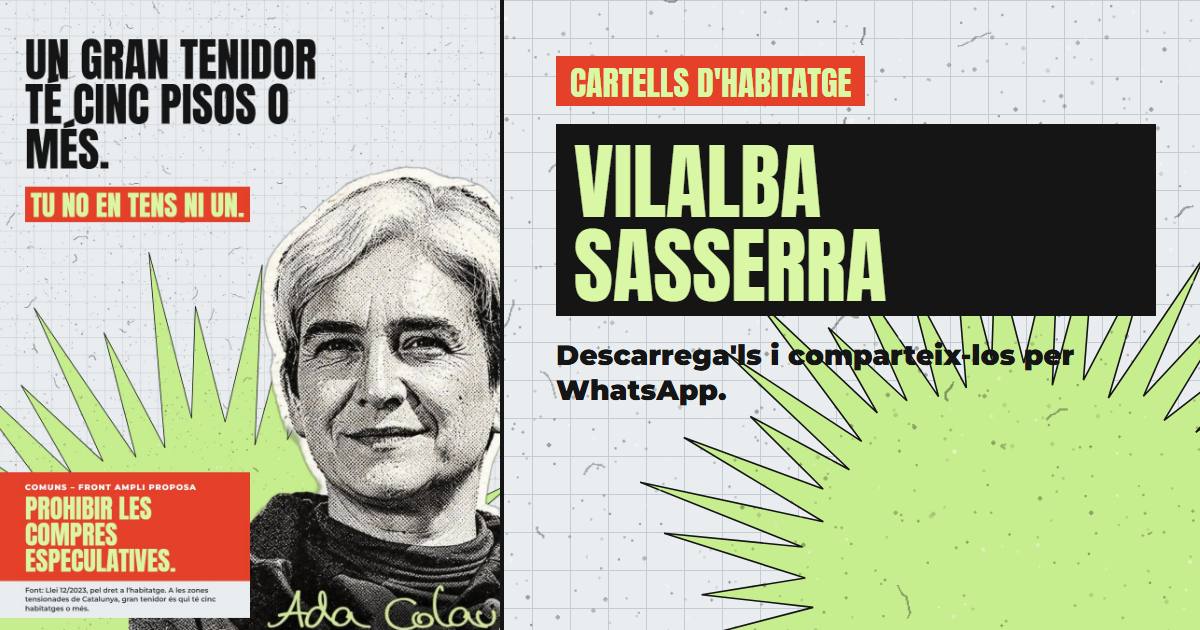 UN GRAN TENIDOR
TÉ CINC PISOS O
MÉS.
TU NO EN TENS NI UN.
COMUNS – FRONT AMPLI PROPOSA
PROHIBIR LES
COMPRES
ESPECULATIVES.
Font: Llei 12/2023, pel dret a l'habitatge. A les zones
tensionades de Catalunya, gran tenidor és qui té cinc
habitatges o més.
Ada Colau
CARTELLS D'HABITATGE
VILALBA
SASSERRA
Descarrega'ls i comparteix-los per
WhatsApp.